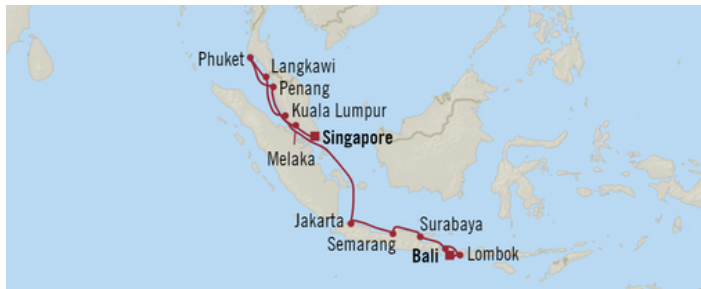 Phuket
Langkawi
Penang
Kuala Lumpur
Singapore
Melaka
Jakarta
Surabaya
Semarang
Bali
Lombok